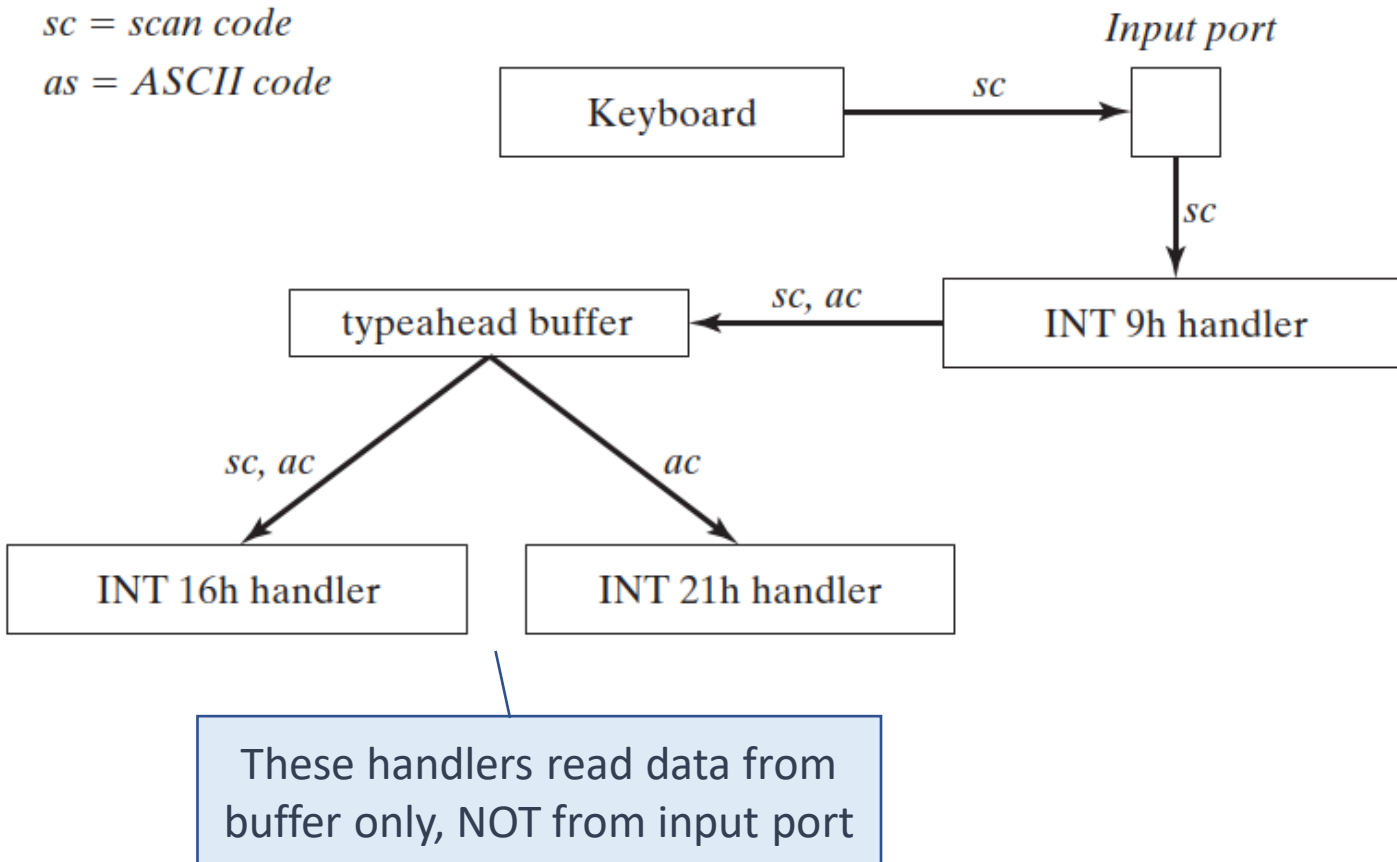 sc = scan code
as = ASCII code
Input port
Keyboard
sc
sc
INT 9h handler
sc, ac
typeahead buffer
sc, ac
ac
INT 16h handler
INT 21h handler
These handlers read data from
buffer only, NOT from input port